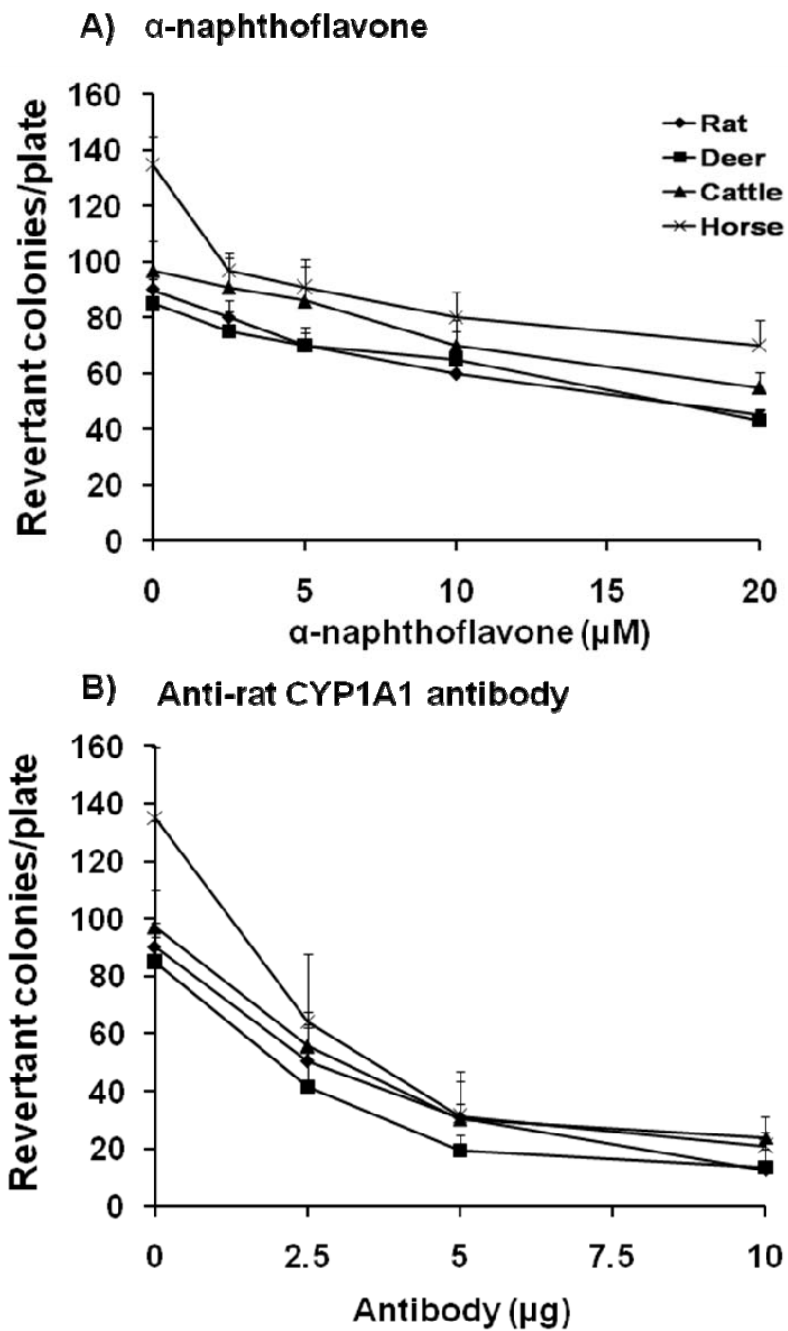 A) α-naphthoflavone
Revertant colonies/plate
160
140
120
100
80
60
40
20
0
Rat
Deer
Cattle
Horse
0 5 10 15 20
α-naphthoflavone (µM)
B) Anti-rat CYP1A1 antibody
Revertant colonies/plate
160
140
120
100
80
60
40
20
0
0 2.5 5 7.5 10
Antibody (µg)